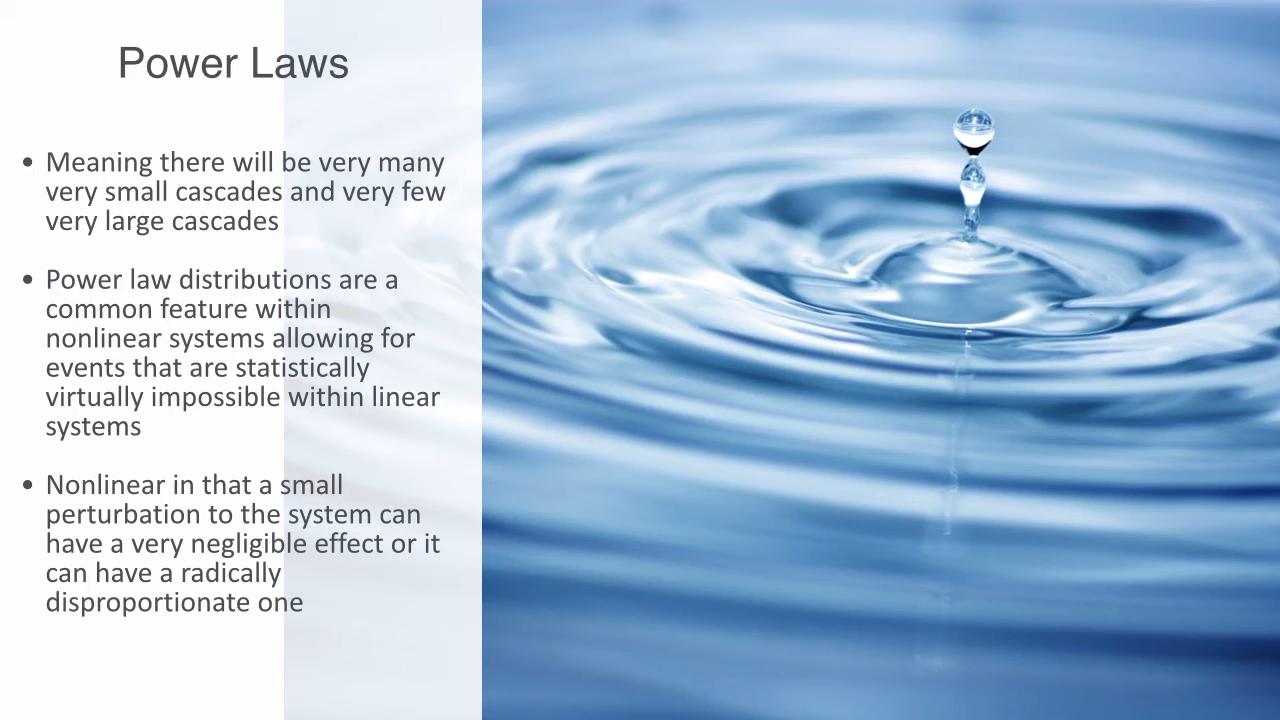 Power Laws
• Meaning there will be very many
very small cascades and very few
very large cascades
• Power law distributions are a
common feature within
nonlinear systems allowing for
events that are statistically
virtually impossible within linear
systems
• Nonlinear in that a small
perturbation to the system can
have a very negligible effect or it
can have a radically
disproportionate one